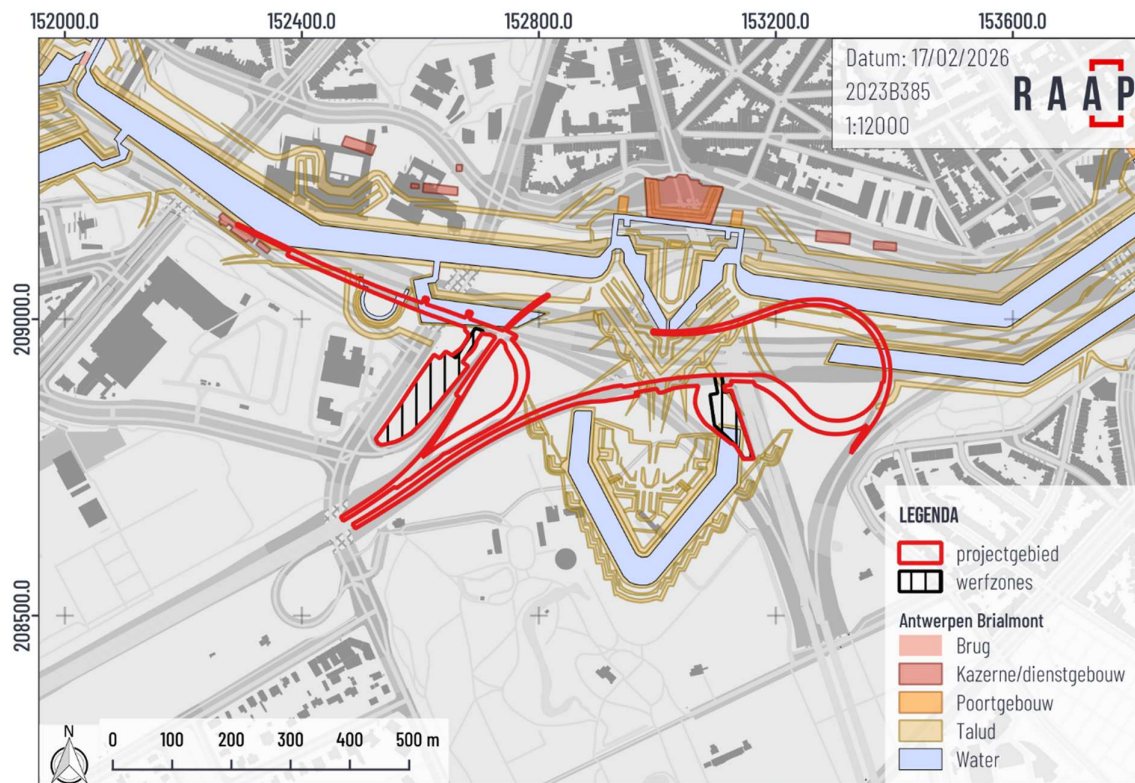 152000.0 152400.0 152800.0 153200.0 153600.0
Datum: 17/02/2026
2023B385
1:12000
RAAP
209000.0
208500.0
LEGENDA
projectgebied
werfzones
Antwerpen Brialmont
Brug
Kazerne/dienstgebouw
Poortgebouw
Talud
Water
N
0 100 200 300 400 500 m